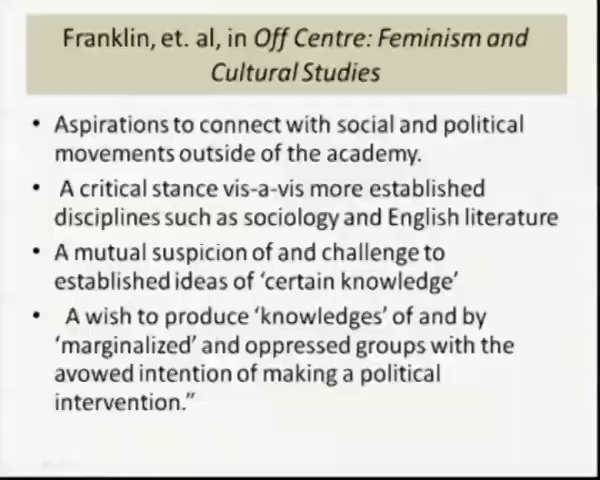 Franklin, et. al, in Off Centre: Feminism and
Cultural Studies
• Aspirations to connect with social and political
movements outside of the academy.
• A critical stance vis-a-vis more established
disciplines such as sociology and English literature
• A mutual suspicion of and challenge to
established ideas of ‘certain knowledge’
• A wish to produce ‘knowledges’ of and by
‘marginalized’ and oppressed groups with the
avowed intention of making a political
intervention.”